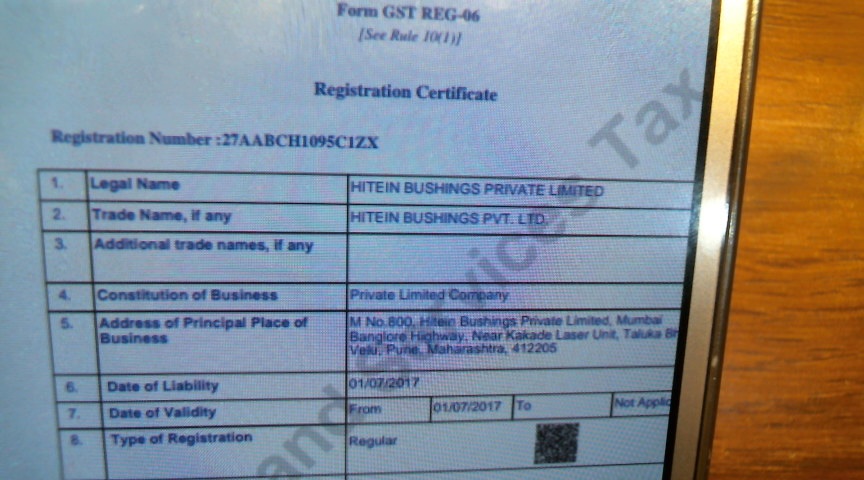 Form GST REG-06
[See Rule 10(1)]
Registration Certificate
Registration Number :27AABCH1095C1ZX
1. Legal Name HITEIN BUSHINGS PRIVATE LIMITED
2. Trade Name, if any HITEIN BUSHINGS PVT. LTD.
3. Additional trade names, if any
4. Constitution of Business Private Limited Company
5. Address of Principal Place of Business M No.800, Hitein Bushings Private Limited, Mumbai
Banglore Highway, Near Kakade Laser Unit, Taluka
Velu, Pune, Maharashtra, 412205
6. Date of Liability 01/07/2017
7. Date of Validity From 01/07/2017 To Not
8. Type of Registration Regular
and Services Tax